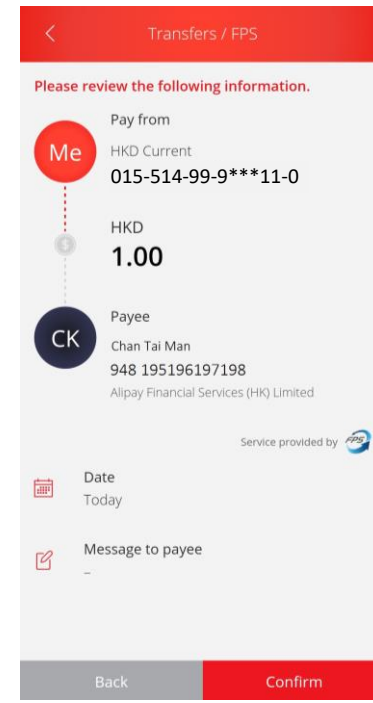 Transfers / FPS
Please review the following information.
Pay from
Me
HKD Current
015-514-99-9***11-0
HKD
1.00
Payee
CK
Chan Tai Man
948 195196197198
Alipay Financial Services (HK) Limited
Service provided by FPS
Date
Today
Message to payee
–
Back
Confirm